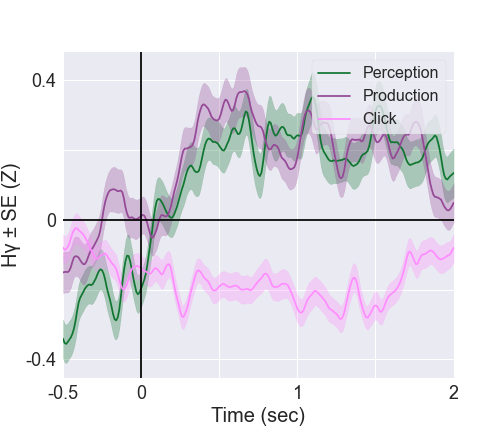 Perception
Production
Click
Hγ ± SE (Z)
0.4
0
-0.4
-0.5
0
1
2
Time (sec)